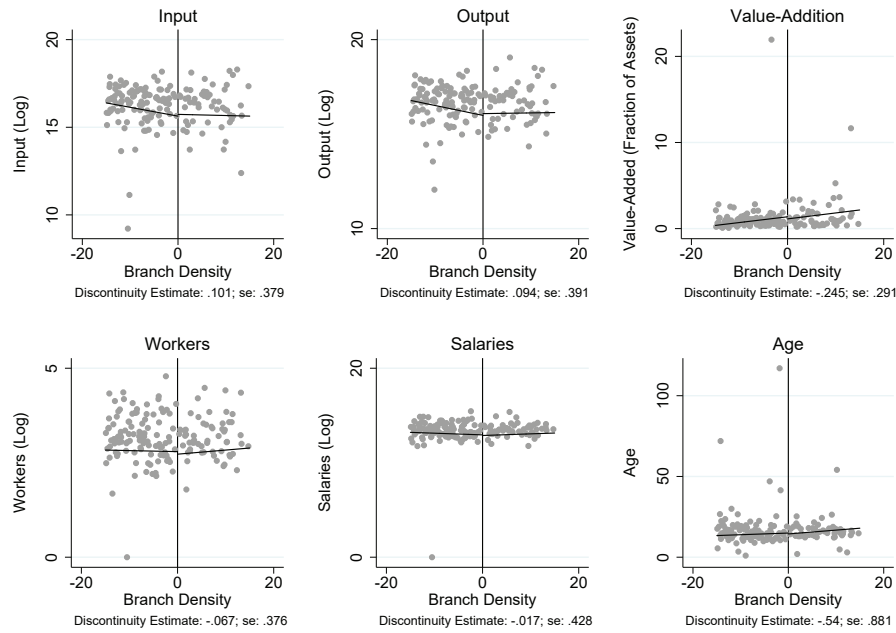 Input
Input (Log)
20
15
10
-20
0
20
Branch Density
Discontinuity Estimate: .101; se: .379
Output
Output (Log)
20
10
-20
0
20
Branch Density
Discontinuity Estimate: .094; se: .391
Value-Addition
Value-Added (Fraction of Assets)
20
10
0
-20
0
20
Branch Density
Discontinuity Estimate: -.245; se: .291
Workers
Workers (Log)
5
0
-20
0
20
Branch Density
Discontinuity Estimate: -.067; se: .376
Salaries
Salaries (Log)
20
0
-20
0
20
Branch Density
Discontinuity Estimate: -.017; se: .428
Age
Age
100
50
0
-20
0
20
Branch Density
Discontinuity Estimate: -.54; se: .881